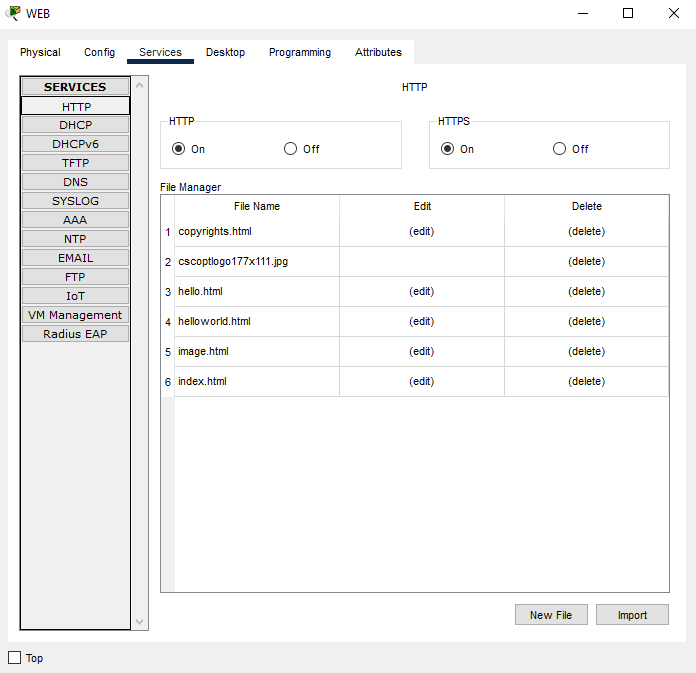 WEB
Physical Config Services Desktop Programming Attributes
SERVICES
HTTP
DHCP
DHCPv6
TFTP
DNS
SYSLOG
AAA
NTP
EMAIL
FTP
IoT
VM Management
Radius EAP
HTTP
HTTP
On Off
HTTPS
On Off
File Manager
File Name Edit Delete
1 copyrights.html (edit) (delete)
2 cscoptlogo177x111.jpg (delete)
3 hello.html (edit) (delete)
4 helloworld.html (edit) (delete)
5 image.html (edit) (delete)
6 index.html (edit) (delete)
New File Import
Top